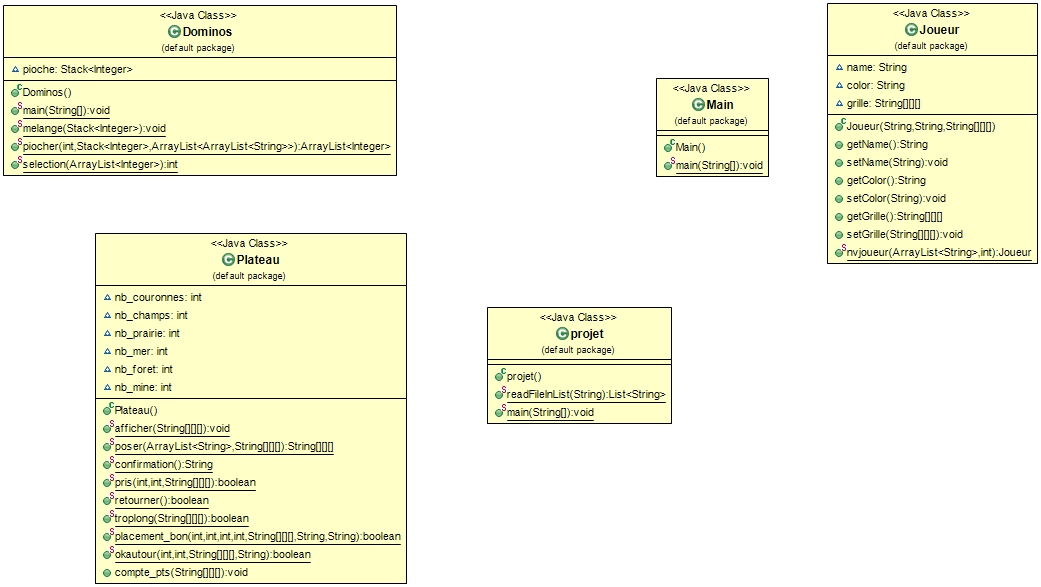 <<Java Class>>
Dominos
(default package)
pioche: Stack<Integer>
Dominos()
main(String[]):void
melange(Stack<Integer>):void
piocher(int,Stack<Integer>,ArrayList<ArrayList<String>>):ArrayList<Integer>
selection(ArrayList<Integer>):int
<<Java Class>>
Main
(default package)
Main()
main(String[]):void
<<Java Class>>
Joueur
(default package)
name: String
color: String
grille: String[][][]
Joueur(String,String,String[][][])
getName():String
setName(String):void
getColor():String
setColor(String):void
getGrille():String[][][]
setGrille(String[][][]):void
nvjoueur(ArrayList<String>,int):Joueur
<<Java Class>>
Plateau
(default package)
nb_couronnes: int
nb_champs: int
nb_prairie: int
nb_mer: int
nb_foret: int
nb_mine: int
Plateau()
afficher(String[][][]):void
poser(ArrayList<String>,String[][][]):String[][][]
confirmation():String
pris(int,int,String[][][]):boolean
retourner():boolean
troplong(String[][][]):boolean
placement_bon(int,int,int,int,String[][][],String,String):boolean
okautour(int,int,String[][][],String):boolean
compte_pts(String[][][]):void
<<Java Class>>
projet
(default package)
projet()
readFileInList(String):List<String>
main(String[]):void